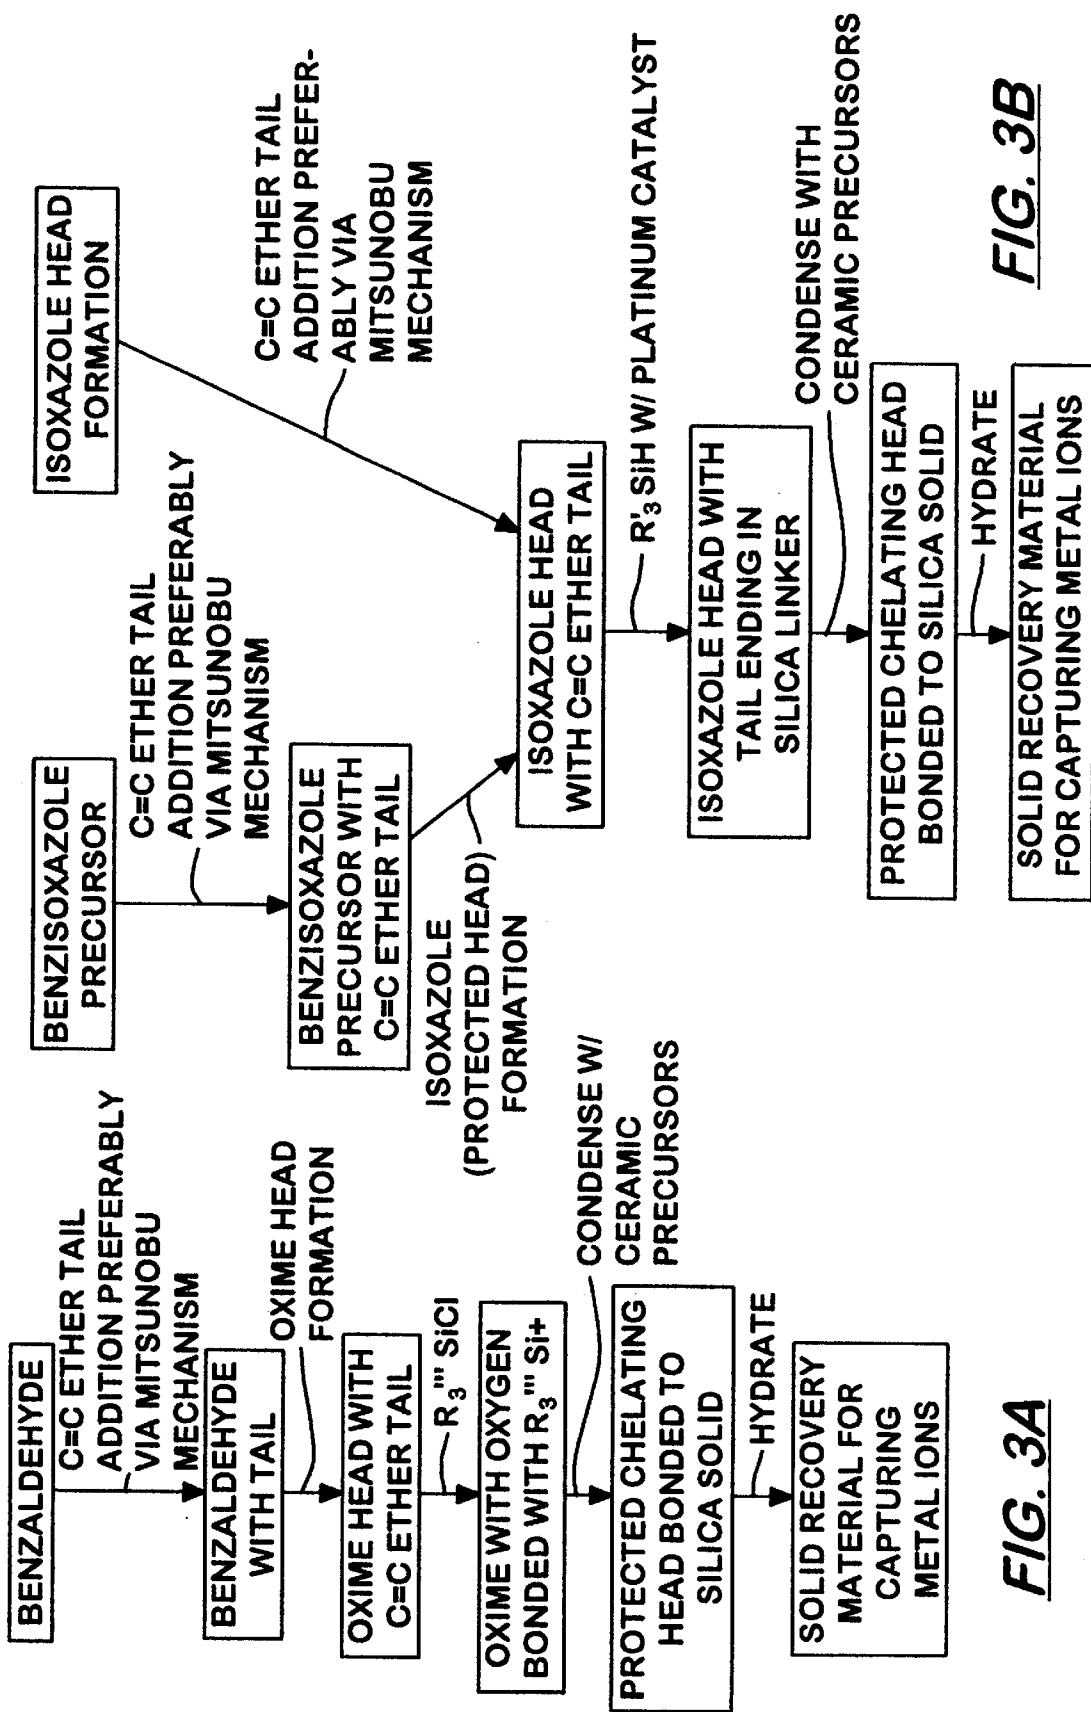 BENZALDEHYDE
C=C ETHER TAIL
ADDITION PREFERABLY
VIA MITSUNOBU
MECHANISM
BENZALDEHYDE
WITH TAIL
OXIME HEAD
FORMATION
OXIME HEAD WITH
C=C ETHER TAIL
R₃''' SiCl
OXIME WITH OXYGEN
BONDED WITH R₃''' Si+
CONDENSE W/
CERAMIC
PRECURSORS
PROTECTED CHELATING
HEAD BONDED TO
SILICA SOLID
HYDRATE
SOLID RECOVERY
MATERIAL FOR
CAPTURING
METAL IONS
FIG. 3A
BENZISOXAZOLE
PRECURSOR
C=C ETHER TAIL
ADDITION PREFERABLY
VIA MITSUNOBU
MECHANISM
BENZISOXAZOLE
PRECURSOR WITH
C=C ETHER TAIL
ISOXAZOLE
(PROTECTED HEAD)
FORMATION
ISOXAZOLE HEAD
FORMATION
C=C ETHER TAIL
ADDITION PREFER-
ABLY VIA
MITSUNOBU
MECHANISM
ISOXAZOLE HEAD
WITH C=C ETHER TAIL
R'₃ SiH W/ PLATINUM CATALYST
ISOXAZOLE HEAD WITH
TAIL ENDING IN
SILICA LINKER
CONDENSE WITH
CERAMIC PRECURSORS
PROTECTED CHELATING HEAD
BONDED TO SILICA SOLID
HYDRATE
SOLID RECOVERY MATERIAL
FOR CAPTURING METAL IONS
FIG. 3B